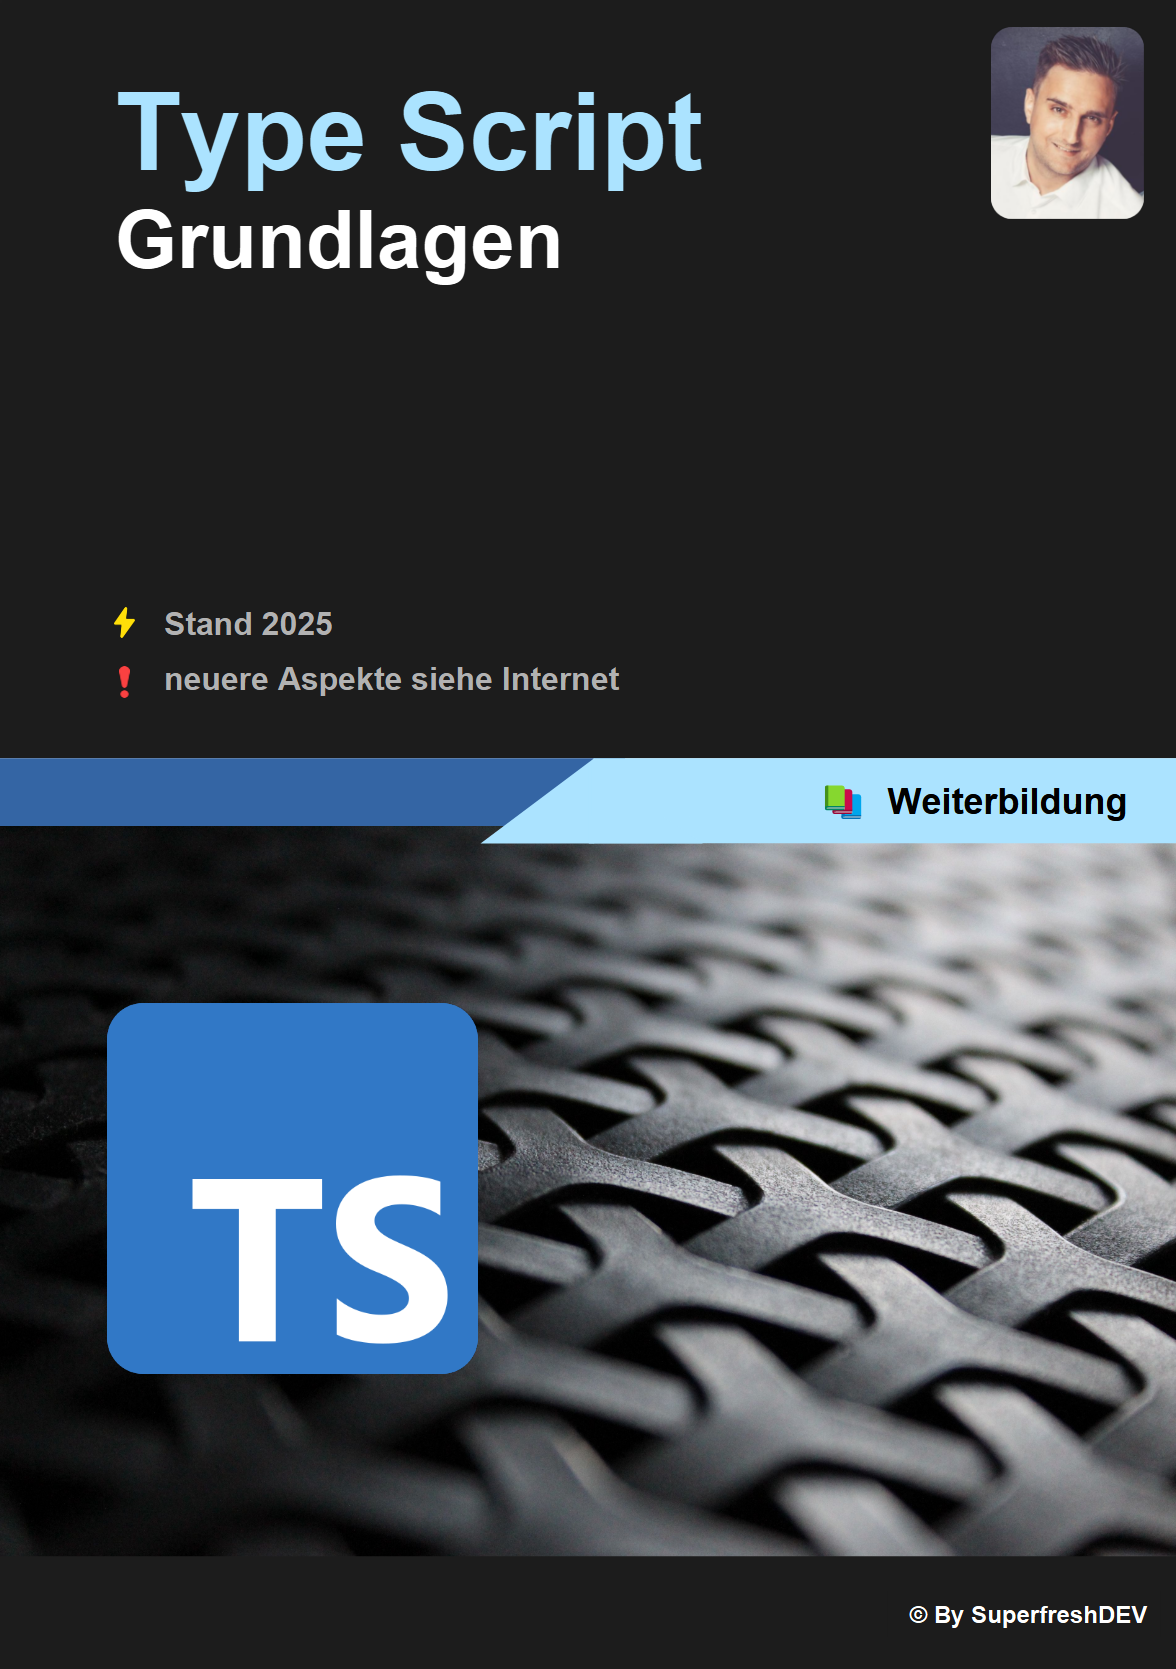 Type Script
Grundlagen
Stand 2025
neuere Aspekte siehe Internet
Weiterbildung
TS
© By SuperfreshDEV